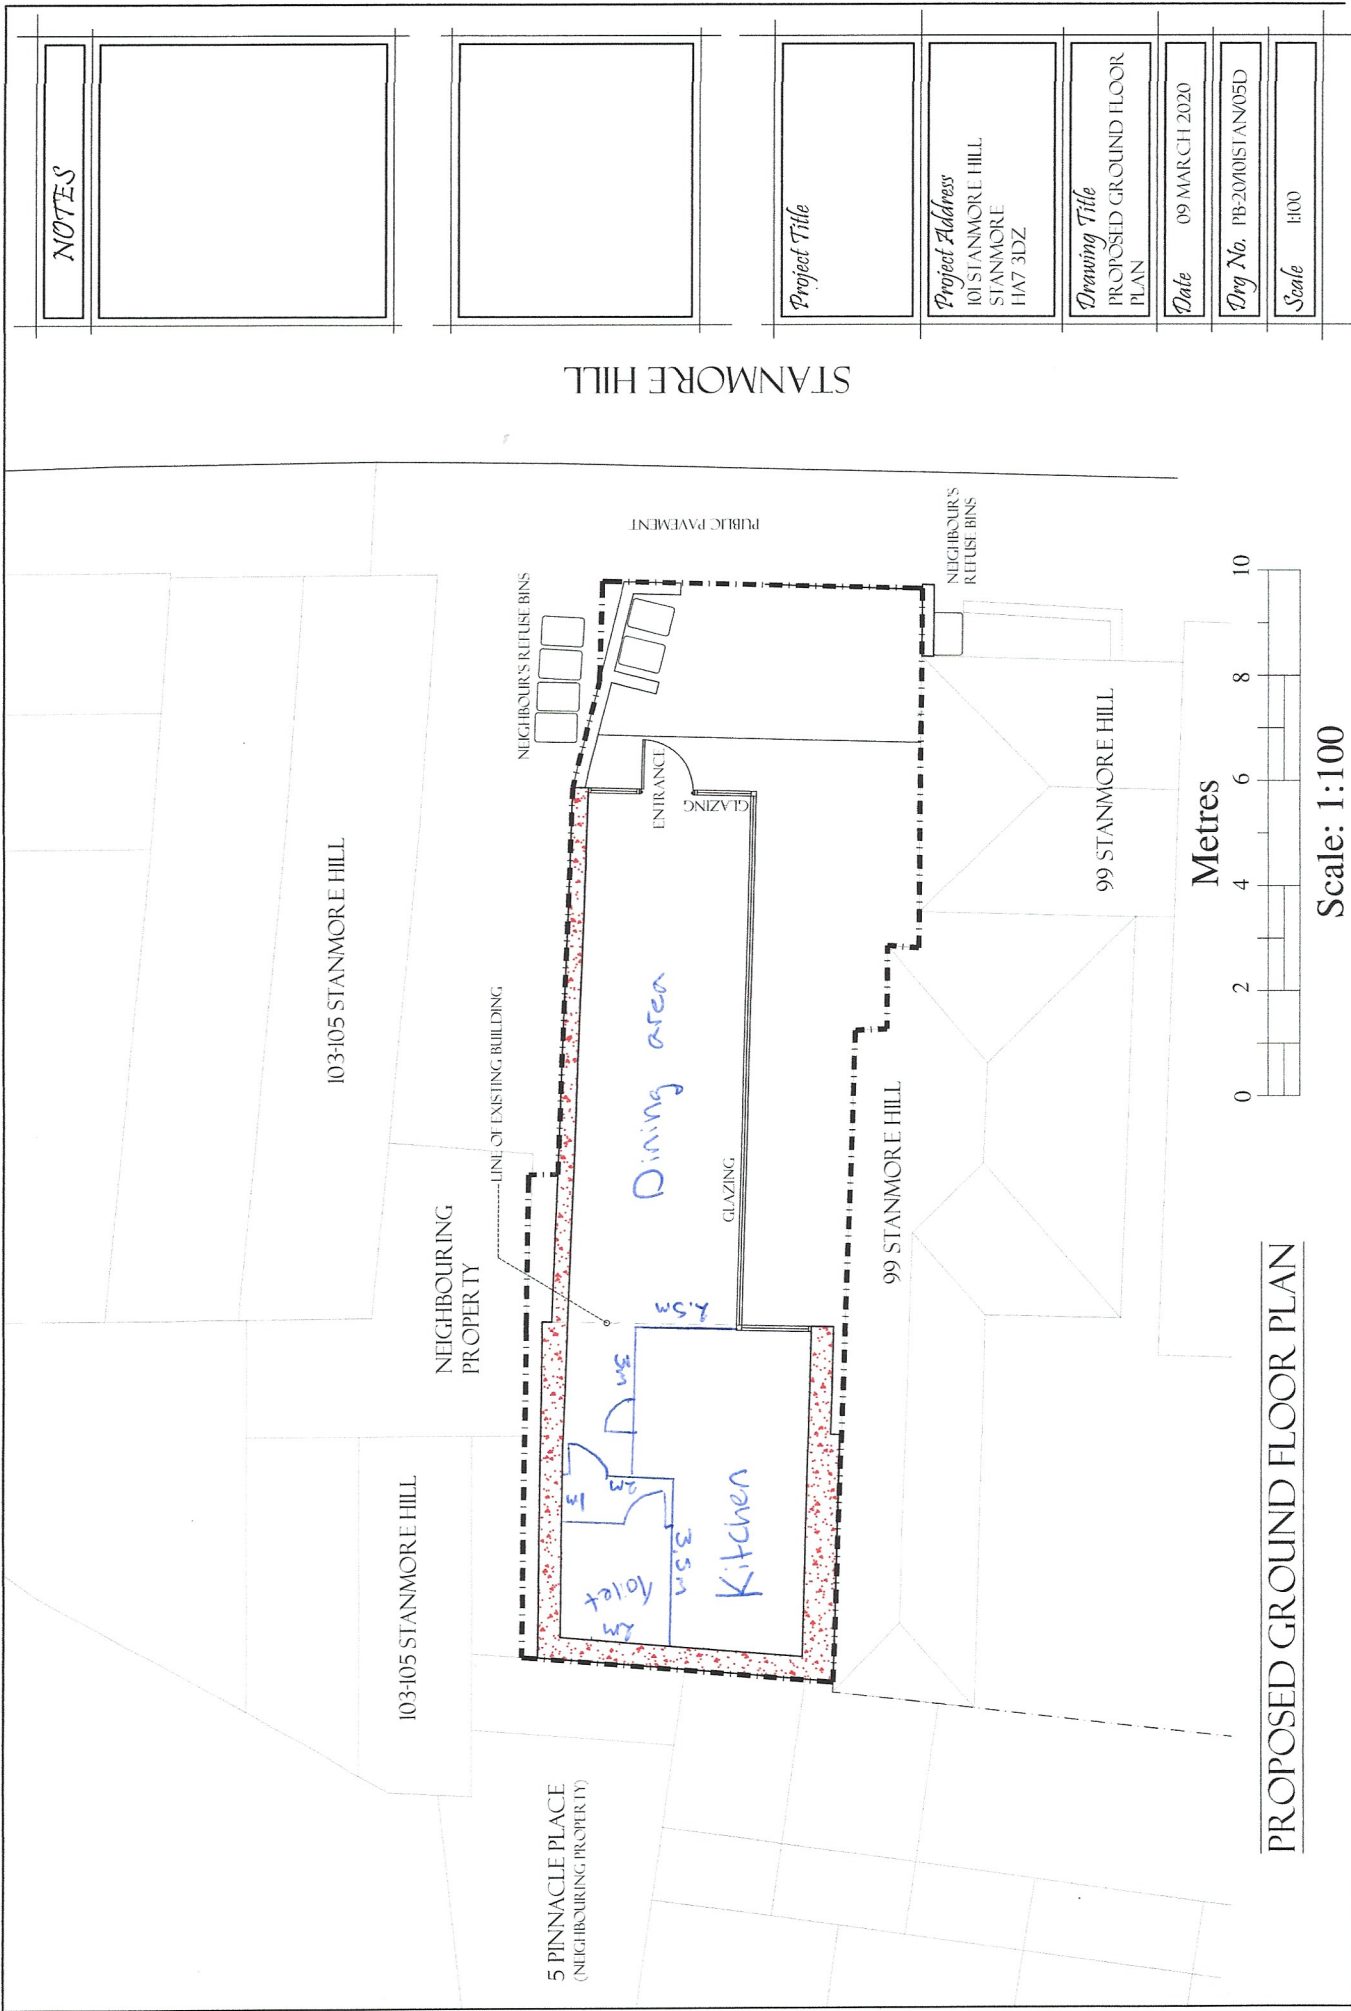 NOTES
Project Title
Project Address
101 STANMORE HILL
STANMORE
HA7 3DZ
Drawing Title
PROPOSED GROUND FLOOR
PLAN
Date 09 MARCH 2020
Drg No. PB-20/101STAN/05D
Scale 1:100
STANMORE HILL
PUBLIC PAVEMENT
NEIGHBOUR'S REFUSE BINS
NEIGHBOUR'S
REFUSE BINS
103-105 STANMORE HILL
ENTRANCE
GLAZING
99 STANMORE HILL
LINE OF EXISTING BUILDING
Dining area
GLAZING
NEIGHBOURING
PROPERTY
99 STANMORE HILL
2.5m
3m
103-105 STANMORE HILL
1m
2m
3.5m
Toilet
2m
Kitchen
5 PINNACLE PLACE
(NEIGHBOURING PROPERTY)
Metres
0 2 4 6 8 10
Scale: 1:100
PROPOSED GROUND FLOOR PLAN